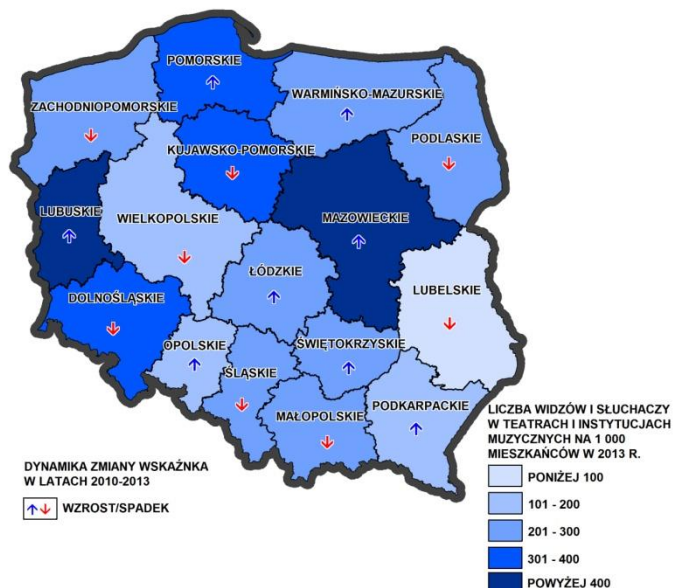 POMORSKIE
WARMIŃSKO-MAZURSKIE
ZACHODNIOPOMORSKIE
PODLASKIE
KUJAWSKO-POMORSKIE
LUBUSKIE
WIELKOPOLSKIE
MAZOWIECKIE
ŁÓDZKIE
LUBELSKIE
DOLNOŚLĄSKIE
OPOLSKIE
ŚWIĘTOKRZYSKIE
ŚLĄSKIE
MAŁOPOLSKIE
PODKARPACKIE
DYNAMIKA ZMIANY WSKAŹNKA
W LATACH 2010-2013
WZROST/SPADEK
LICZBA WIDZÓW I SŁUCHACZY
W TEATRACH I INSTYTUCJACH
MUZYCZNYCH NA 1 000
MIESZKAŃCÓW W 2013 R.
PONIŻEJ 100
101 - 200
201 - 300
301 - 400
POWYŻEJ 400